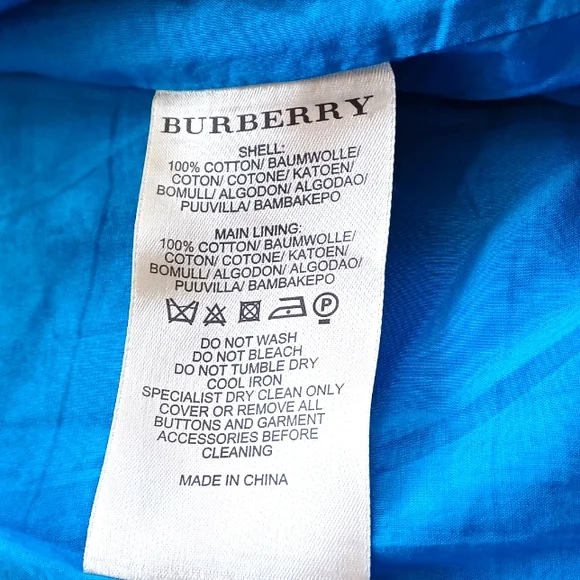 BURBERRY
SHELL:
100% COTTON/ BAUMWOLLE/
COTON/ COTONE/ KATOEN/
BOMULL/ ALGODON/ ALGODAO/
PUUVILLA/ BAMBAKEPO
MAIN LINING:
100% COTTON/ BAUMWOLLE/
COTON/ COTONE/ KATOEN/
BOMULL/ ALGODON/ ALGODAO/
PUUVILLA/ BAMBAKEPO
P
DO NOT WASH
DO NOT BLEACH
DO NOT TUMBLE DRY
COOL IRON
SPECIALIST DRY CLEAN ONLY
COVER OR REMOVE ALL
BUTTONS AND GARMENT
ACCESSORIES BEFORE
CLEANING
MADE IN CHINA